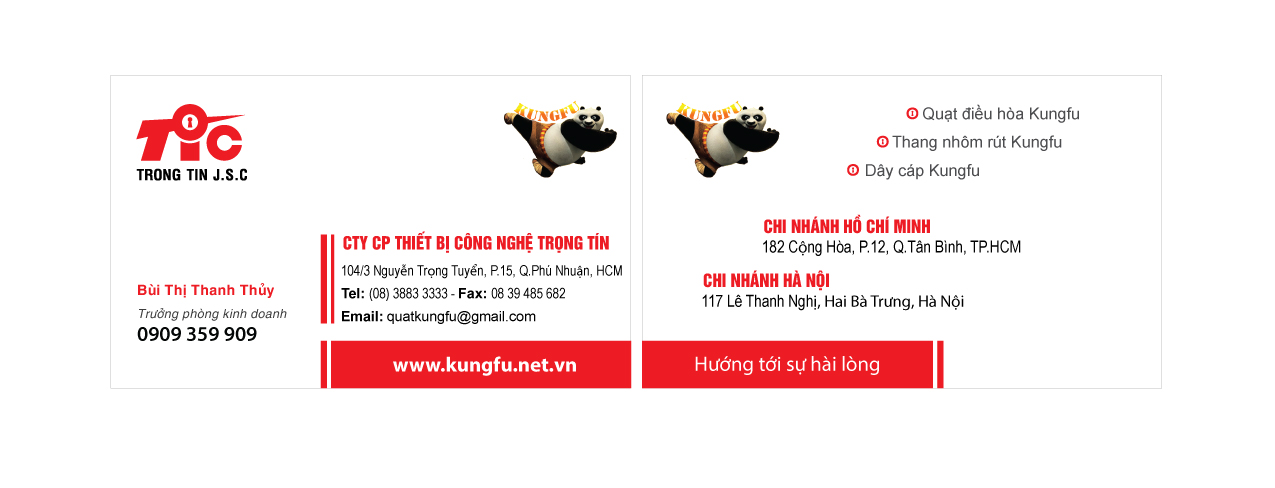 TiC
TRONG TIN J.S.C
KUNGFU
Bùi Thị Thanh Thủy
Trưởng phòng kinh doanh
0909 359 909
CTY CP THIẾT BỊ CÔNG NGHỆ TRỌNG TÍN
104/3 Nguyễn Trọng Tuyển, P.15, Q.Phú Nhuận, HCM
Tel: (08) 3883 3333 - Fax: 08 39 485 682
Email: quatkungfu@gmail.com
www.kungfu.net.vn
KUNGFU
Quạt điều hòa Kungfu
Thang nhôm rút Kungfu
Dây cáp Kungfu
CHI NHÁNH HỒ CHÍ MINH
182 Cộng Hòa, P.12, Q.Tân Bình, TP.HCM
CHI NHÁNH HÀ NỘI
117 Lê Thanh Nghị, Hai Bà Trưng, Hà Nội
Hướng tới sự hài lòng